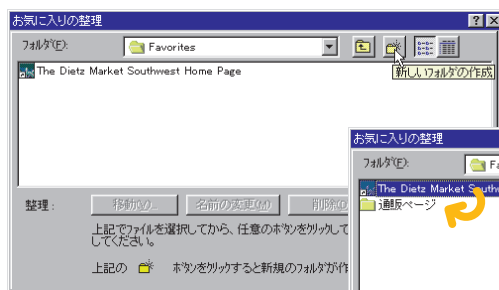 お気に入りの整理
フォルダ(F):
Favorites
新しいフォルダの作成
The Dietz Market Southwest Home Page
整理:
移動(V)...
名前の変更(R)
削除(D)
上記でファイルを選択してから、任意のボタンをクリックして
してください。
上記の
ボタンをクリックすると新規のフォルダが作
お気に入りの整理
フォルダ(F):
The Dietz Market Southw
通販ページ